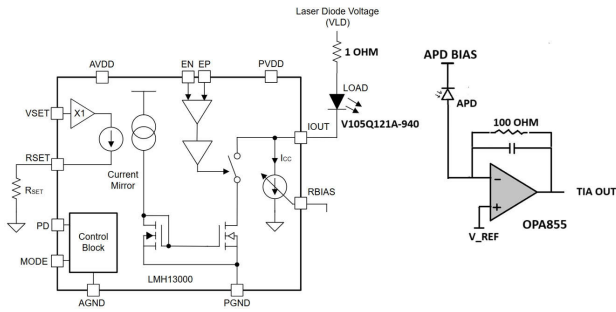 Laser Diode Voltage
(VLD)
1 OHM
AVDD
EN EP
PVDD
LOAD
V105Q121A-940
VSET
X1
IOUT
RSET
RSET
Current
Mirror
ICC
RBIAS
PD
Control
Block
MODE
LMH13000
AGND
PGND
APD BIAS
APD
100 OHM
TIA OUT
V_REF
OPA855